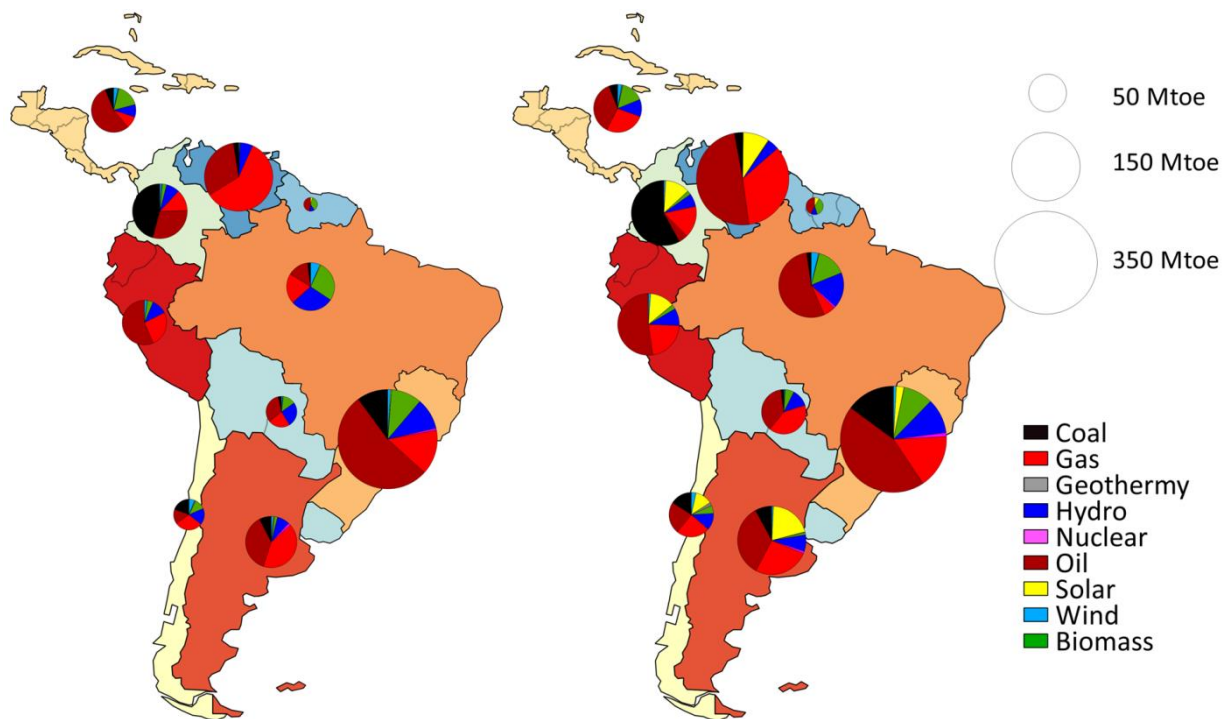 50 Mtoe
150 Mtoe
350 Mtoe
Coal
Gas
Geothermy
Hydro
Nuclear
Oil
Solar
Wind
Biomass